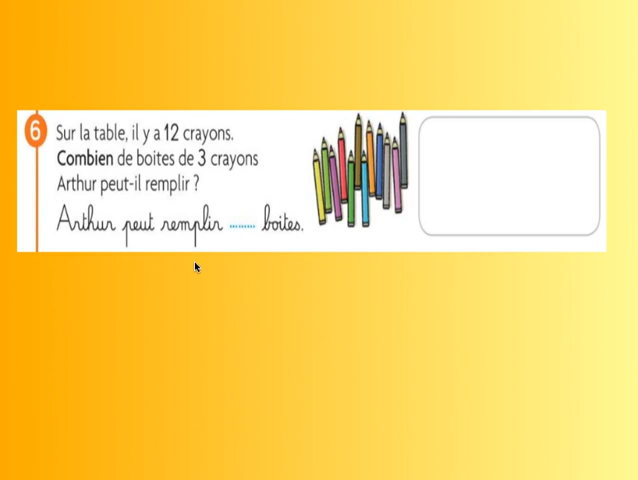 6 Sur la table, il y a 12 crayons.
Combien de boites de 3 crayons
Arthur peut-il remplir ?
Arthur peut remplir ......... boites.